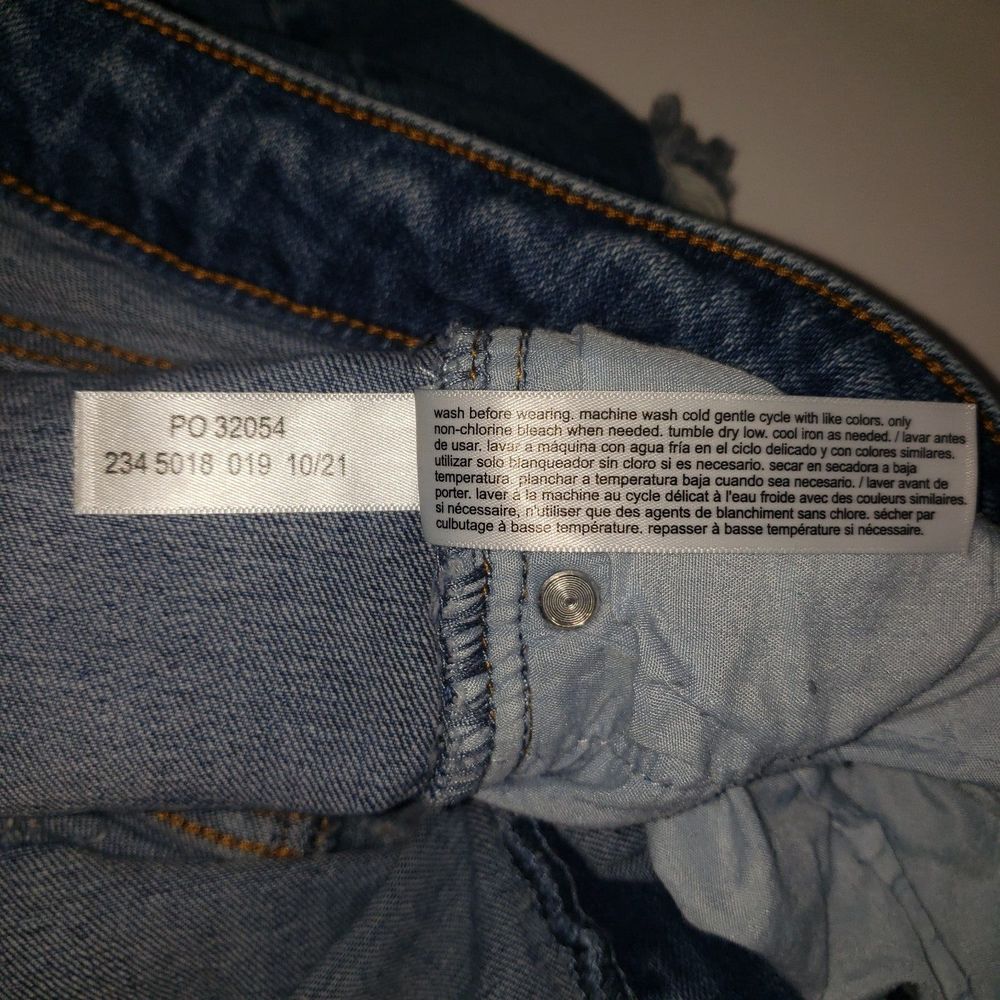 PO 32054
234 5018 019 10/21
wash before wearing. machine wash cold gentle cycle with like colors. only
non-chlorine bleach when needed. tumble dry low. cool iron as needed. / lavar antes
de usar. lavar a máquina con agua fría en el ciclo delicado y con colores similares.
utilizar solo blanqueador sin cloro si es necesario. secar en secadora a baja
temperatura. planchar a temperatura baja cuando sea necesario. / laver avant de
porter. laver à la machine au cycle délicat à l'eau froide avec des couleurs similaires.
si nécessaire, n'utiliser que des agents de blanchiment sans chlore. sécher par
culbutage à basse température. repasser à basse température si nécessaire.